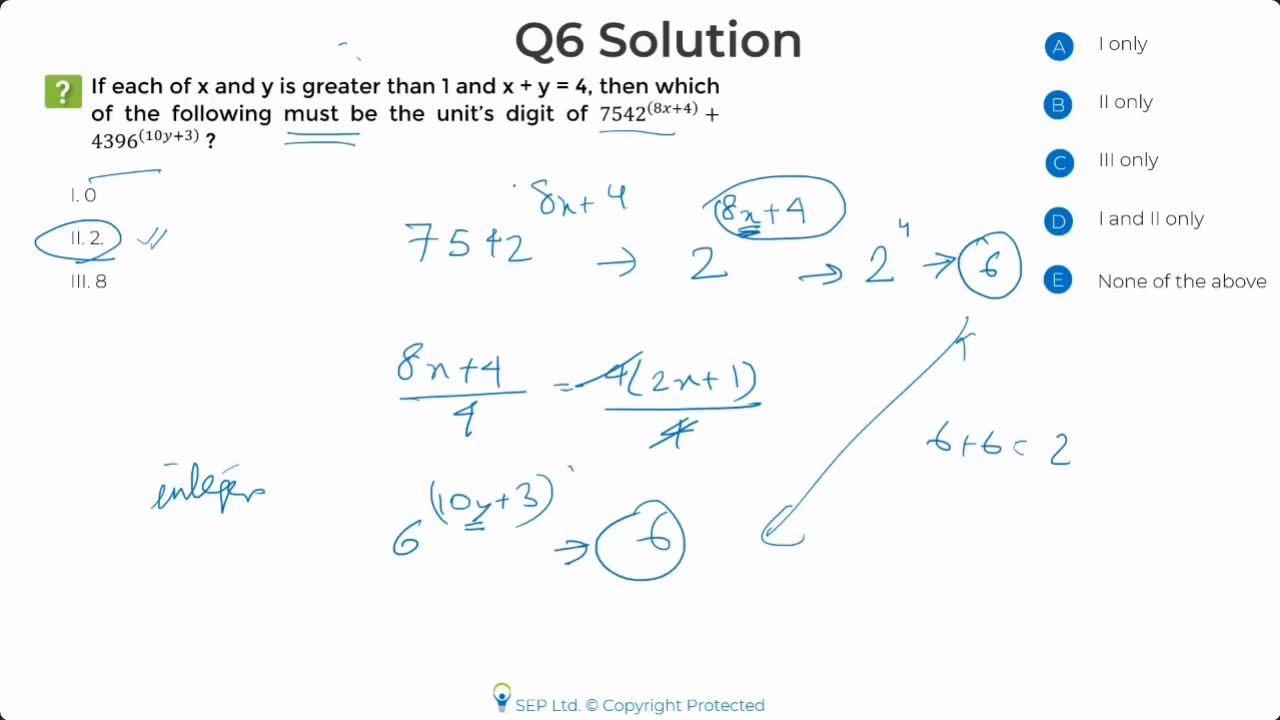 Q6 Solution
? If each of x and y is greater than 1 and x + y = 4, then which
of the following must be the unit's digit of 7542^(8x+4) +
4396^(10y+3) ?
I. 0
II. 2.
III. 8
A I only
B II only
C III only
D I and II only
E None of the above
7542^8x+4 → 2^(8x+4) → 2^4 → 6
8x+4/4 = 4(2x+1)/4
6+6 = 2
integer
6^(10y+3) → 6
SEP Ltd. © Copyright Protected